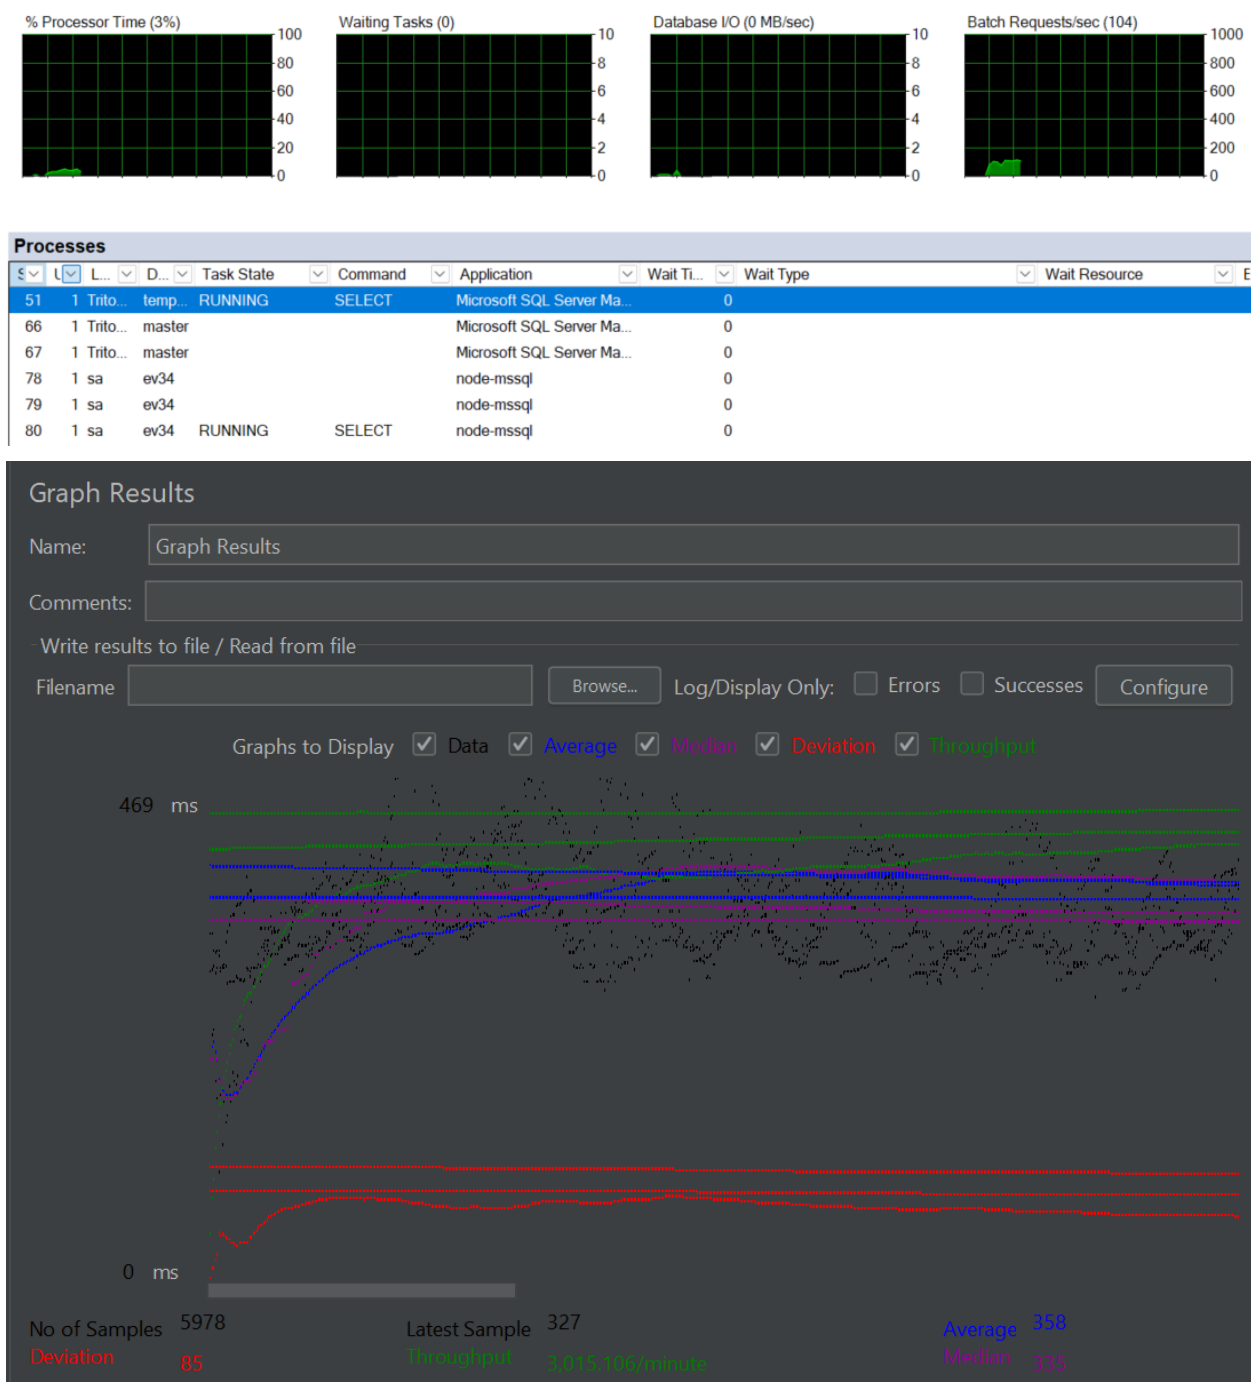 % Processor Time (3%) Waiting Tasks (0) Database I/O (0 MB/sec) Batch Requests/sec (104)
100 10 10 1000
80 8 8 800
60 6 6 600
40 4 4 400
20 2 2 200
0 0 0 0
Processes
S L... D... Task State Command Application Wait Ti... Wait Type Wait Resource
51 1 Trito... temp... RUNNING SELECT Microsoft SQL Server Ma... 0
66 1 Trito... master Microsoft SQL Server Ma... 0
67 1 Trito... master Microsoft SQL Server Ma... 0
78 1 sa ev34 node-mssql 0
79 1 sa ev34 node-mssql 0
80 1 sa ev34 RUNNING SELECT node-mssql 0
Graph Results
Name: Graph Results
Comments:
Write results to file / Read from file
Filename Browse... Log/Display Only: Errors Successes Configure
Graphs to Display Data Average Median Deviation Throughput
469 ms
0 ms
No of Samples 5978 Latest Sample 327 Average 358
Deviation 85 Throughput 3,015.106/minute Median 335